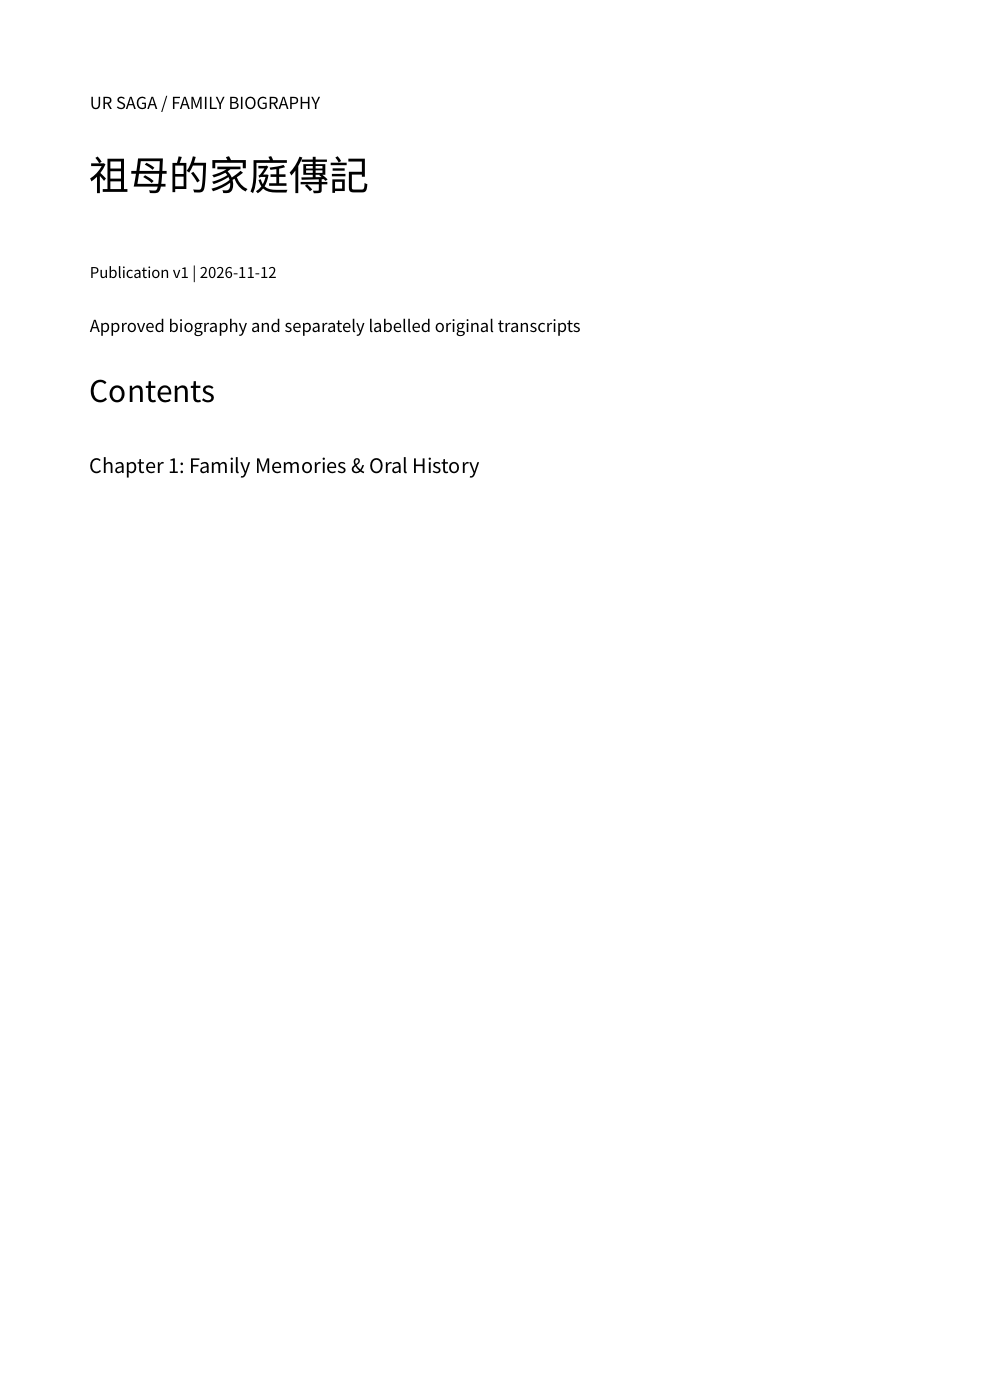 UR SAGA / FAMILY BIOGRAPHY
祖母的家庭傳記
Publication v1 | 2026-11-12
Approved biography and separately labelled original transcripts
Contents
Chapter 1: Family Memories & Oral History